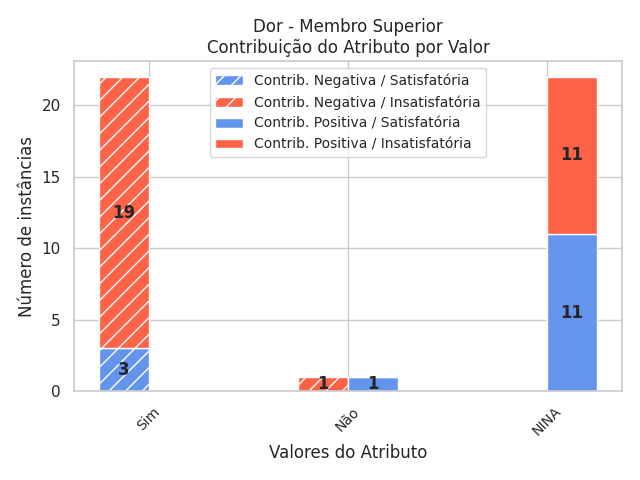 Dor - Membro Superior
Contribuição do Atributo por Valor
Contrib. Negativa / Satisfatória
Contrib. Negativa / Insatisfatória
Contrib. Positiva / Satisfatória
Contrib. Positiva / Insatisfatória
Número de instâncias
20
15
10
5
0
19
3
1
1
11
11
Sim
Não
NINA
Valores do Atributo